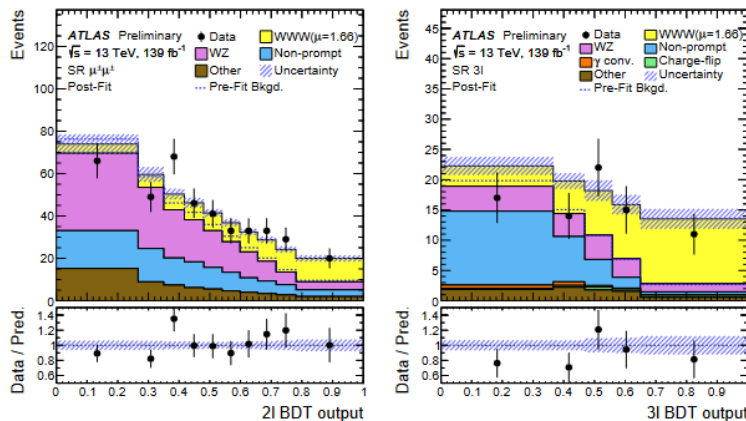 Events
120
100
80
60
40
20
0
ATLAS Preliminary
√s = 13 TeV, 139 fb⁻¹
SR μ±μ±
Post-Fit
Data
WWW(μ=1.66)
WZ
Non-prompt
Other
Uncertainty
Pre-Fit Bkgd.
Data / Pred.
1.4
1.2
1
0.8
0.6
0 0.1 0.2 0.3 0.4 0.5 0.6 0.7 0.8 0.9 1
2l BDT output
Events
45
40
35
30
25
20
15
10
5
0
ATLAS Preliminary
√s = 13 TeV, 139 fb⁻¹
SR 3l
Post-Fit
Data
WWW(μ=1.66)
WZ
Non-prompt
γ conv.
Charge-flip
Other
Uncertainty
Pre-Fit Bkgd.
Data / Pred.
1.4
1.2
1
0.8
0.6
0 0.1 0.2 0.3 0.4 0.5 0.6 0.7 0.8 0.9
3l BDT output